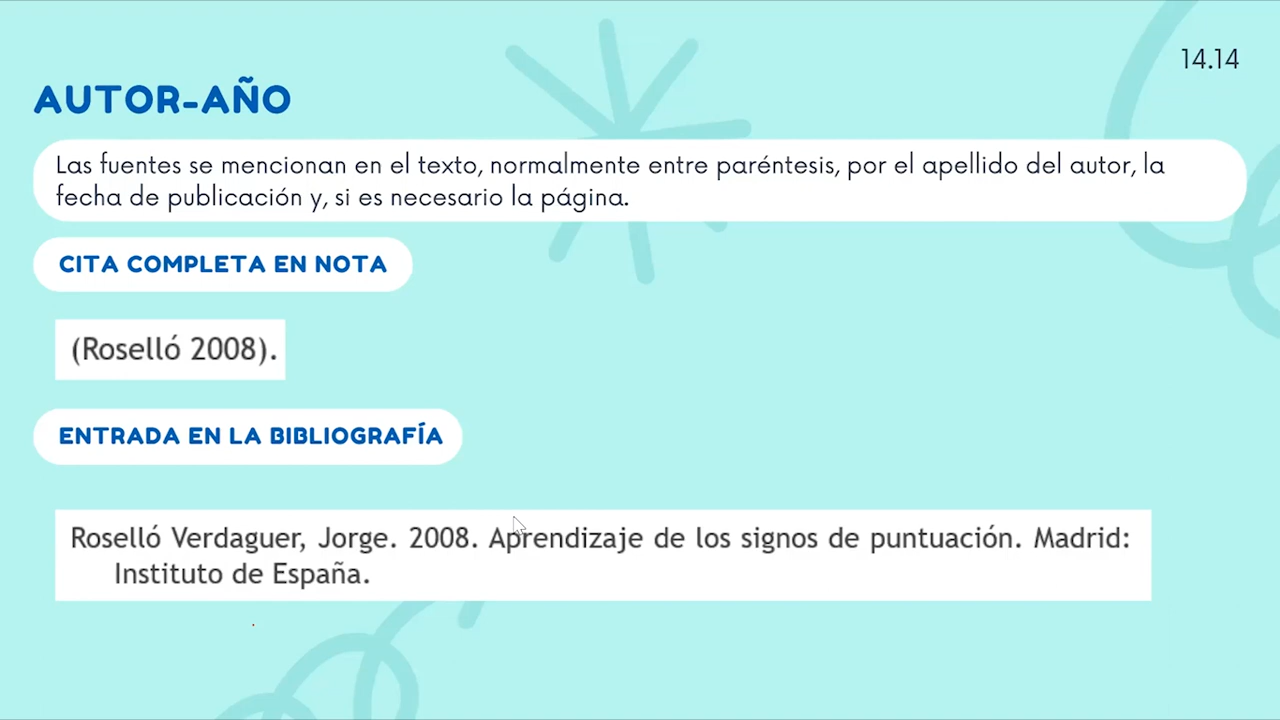 14.14
AUTOR-AÑO
Las fuentes se mencionan en el texto, normalmente entre paréntesis, por el apellido del autor, la
fecha de publicación y, si es necesario la página.
CITA COMPLETA EN NOTA
(Roselló 2008).
ENTRADA EN LA BIBLIOGRAFÍA
Roselló Verdaguer, Jorge. 2008. Aprendizaje de los signos de puntuación. Madrid:
Instituto de España.